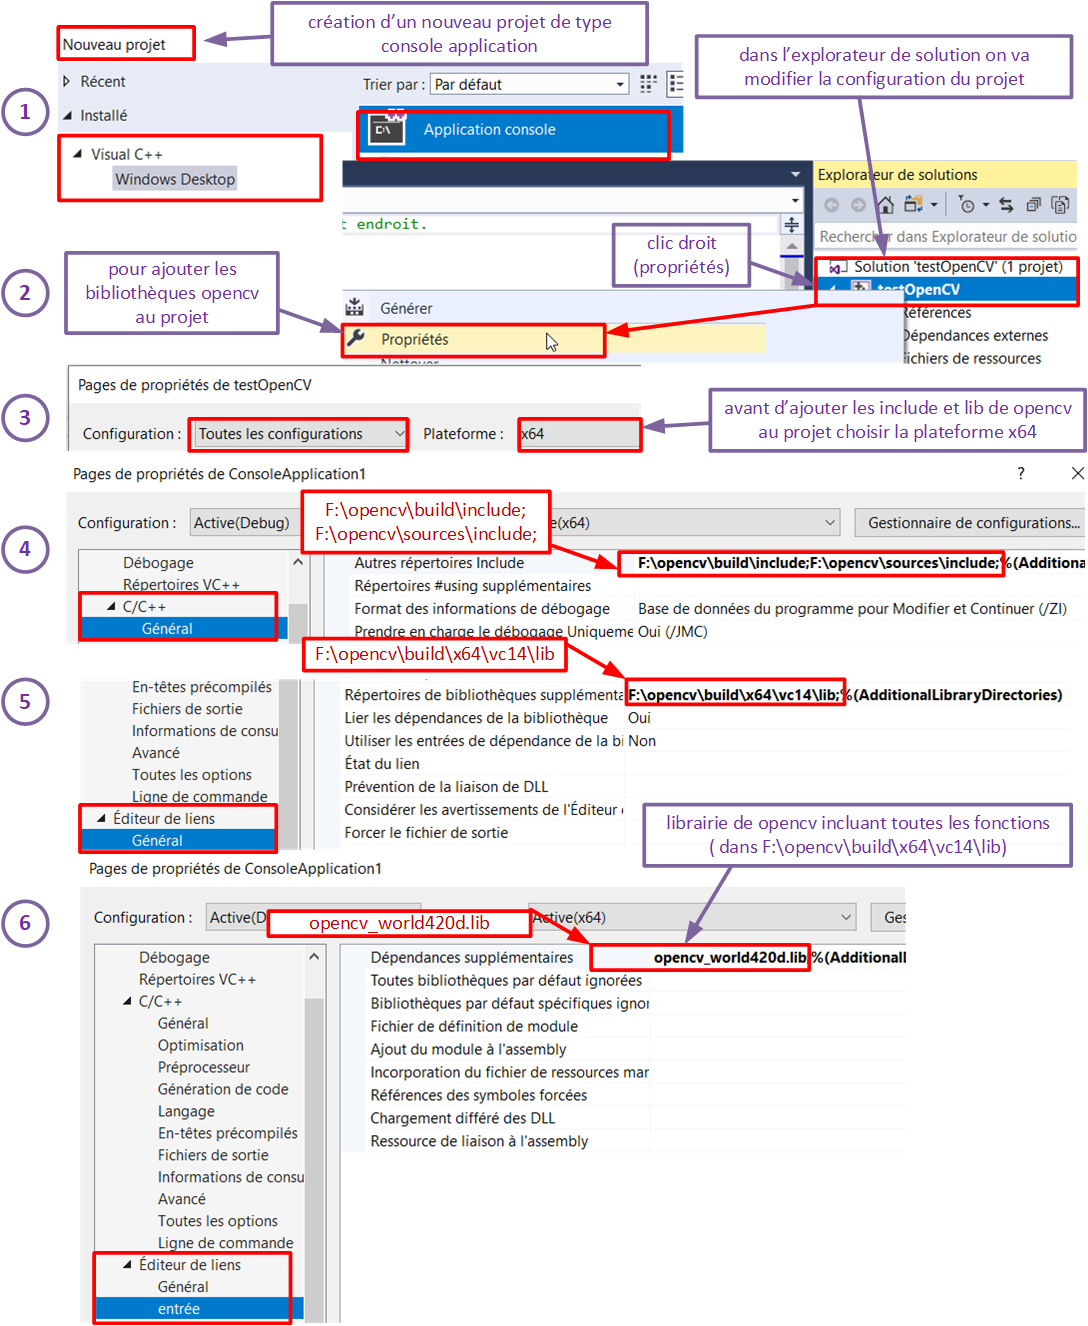 création d'un nouveau projet de type
console application
Nouveau projet
dans l'explorateur de solution on va
modifier la configuration du projet
1
Récent
Installé
Trier par :
Par défaut
Visual C++
Windows Desktop
Application console
Explorateur de solutions
t endroit.
Rechercher dans Explorateur de solutio
clic droit
(propriétés)
2
pour ajouter les
bibliothèques opencv
au projet
Solution 'testOpenCV' (1 projet)
testOpenCV
Références
Dépendances externes
Fichiers de ressources
Générer
Propriétés
Nettoyer
3
Pages de propriétés de testOpenCV
Configuration :
Toutes les configurations
Plateforme :
x64
avant d'ajouter les include et lib de opencv
au projet choisir la plateforme x64
Pages de propriétés de ConsoleApplication1
?
4
Configuration :
Active(Debug)
F:\opencv\build\include;
F:\opencv\sources\include;
e(x64)
Gestionnaire de configurations...
Débogage
Répertoires VC++
C/C++
Général
Autres répertoires Include
F:\opencv\build\include;F:\opencv\sources\include;%(Additiona
Répertoires #using supplémentaires
Format des informations de débogage
Base de données du programme pour Modifier et Continuer (/ZI)
Prendre en charge le débogage Uniqueme
Oui (/JMC)
F:\opencv\build\x64\vc14\lib
5
En-têtes précompilés
Fichiers de sortie
Informations de consu
Avancé
Toutes les options
Ligne de commande
Éditeur de liens
Général
Répertoires de bibliothèques supplémenta
F:\opencv\build\x64\vc14\lib;%(AdditionalLibraryDirectories)
Lier les dépendances de la bibliothèque
Oui
Utiliser les entrées de dépendance de la bi
Non
État du lien
Prévention de la liaison de DLL
Considérer les avertissements de l'Éditeur
Forcer le fichier de sortie
librairie de opencv incluant toutes les fonctions
( dans F:\opencv\build\x64\vc14\lib)
Pages de propriétés de ConsoleApplication1
6
Configuration :
Active(D
opencv_world420d.lib
Active(x64)
Ges
Débogage
Répertoires VC++
C/C++
Général
Optimisation
Préprocesseur
Génération de code
Langage
En-têtes précompilés
Fichiers de sortie
Informations de consu
Avancé
Toutes les options
Ligne de commande
Éditeur de liens
Général
entrée
Dépendances supplémentaires
opencv_world420d.lib;%(Additional
Toutes bibliothèques par défaut ignorées
Bibliothèques par défaut spécifiques ignor
Fichier de définition de module
Ajout du module à l'assembly
Incorporation du fichier de ressources mar
Références des symboles forcées
Chargement différé des DLL
Ressource de liaison à l'assembly